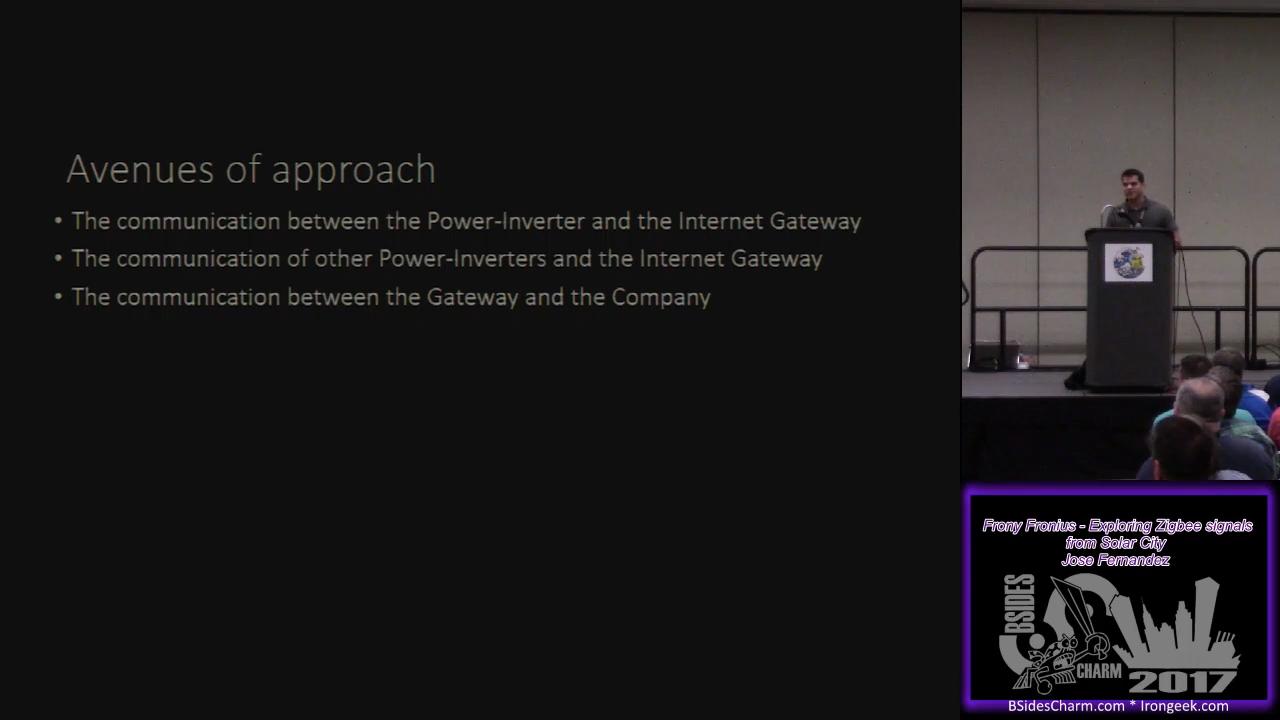 Avenues of approach
• The communication between the Power-Inverter and the Internet Gateway
• The communication of other Power-Inverters and the Internet Gateway
• The communication between the Gateway and the Company
Frony Fronius - Exploring Zigbee signals
from Solar City
Jose Fernandez
BSIDES
CHARM
2017
BSidesCharm.com * Irongeek.com